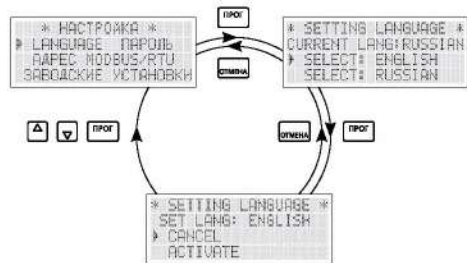 ПРОГ
* НАСТРОЙКА *
LANGUAGE ПАРОЛЬ
АДРЕС MODBUS/RTU
ЗАВОДСКИЕ УСТАНОВКИ
* SETTING LANGUAGE *
CURRENT LANG:RUSSIAN
SELECT: ENGLISH
SELECT: RUSSIAN
ОТМЕНА
ПРОГ
ОТМЕНА
ПРОГ
* SETTING LANGUAGE *
SET LANG: ENGLISH
CANCEL
ACTIVATE